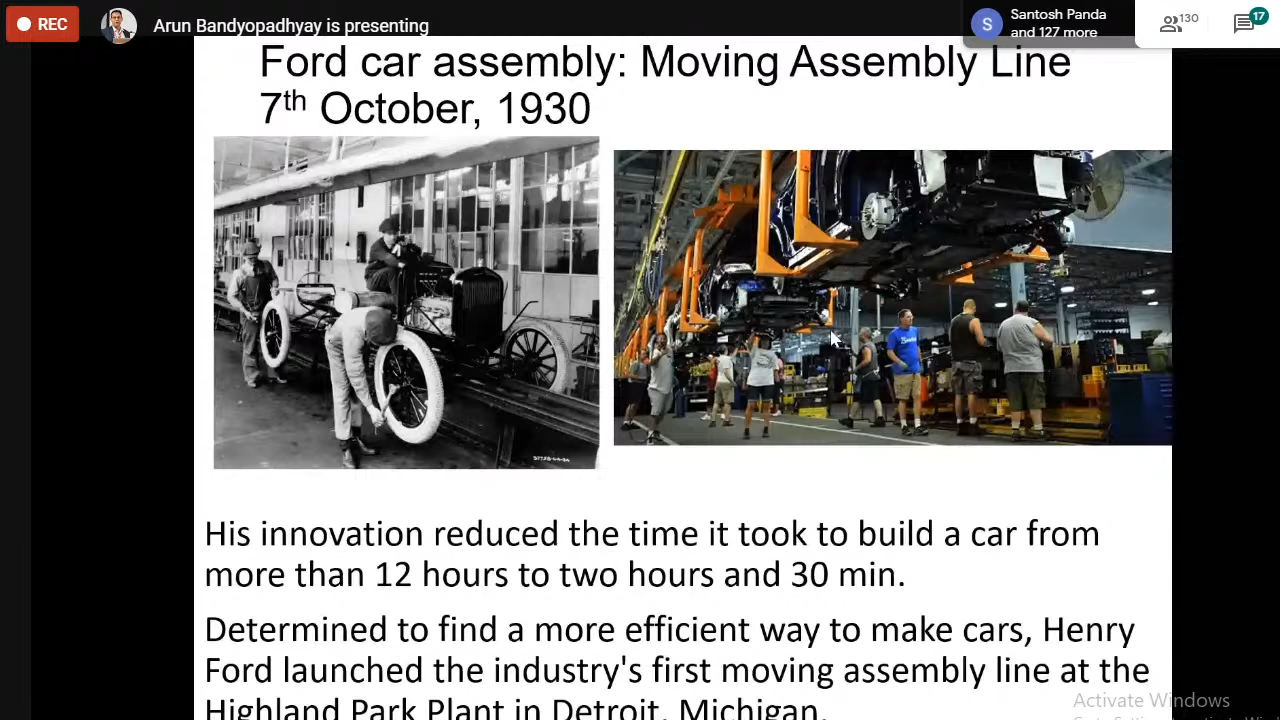 REC
Arun Bandyopadhyay is presenting
S
Santosh Panda
and 127 more
130
17
Ford car assembly: Moving Assembly Line
7th October, 1930
His innovation reduced the time it took to build a car from
more than 12 hours to two hours and 30 min.
Determined to find a more efficient way to make cars, Henry
Ford launched the industry's first moving assembly line at the
Highland Park Plant in Detroit, Michigan.
Activate Windows